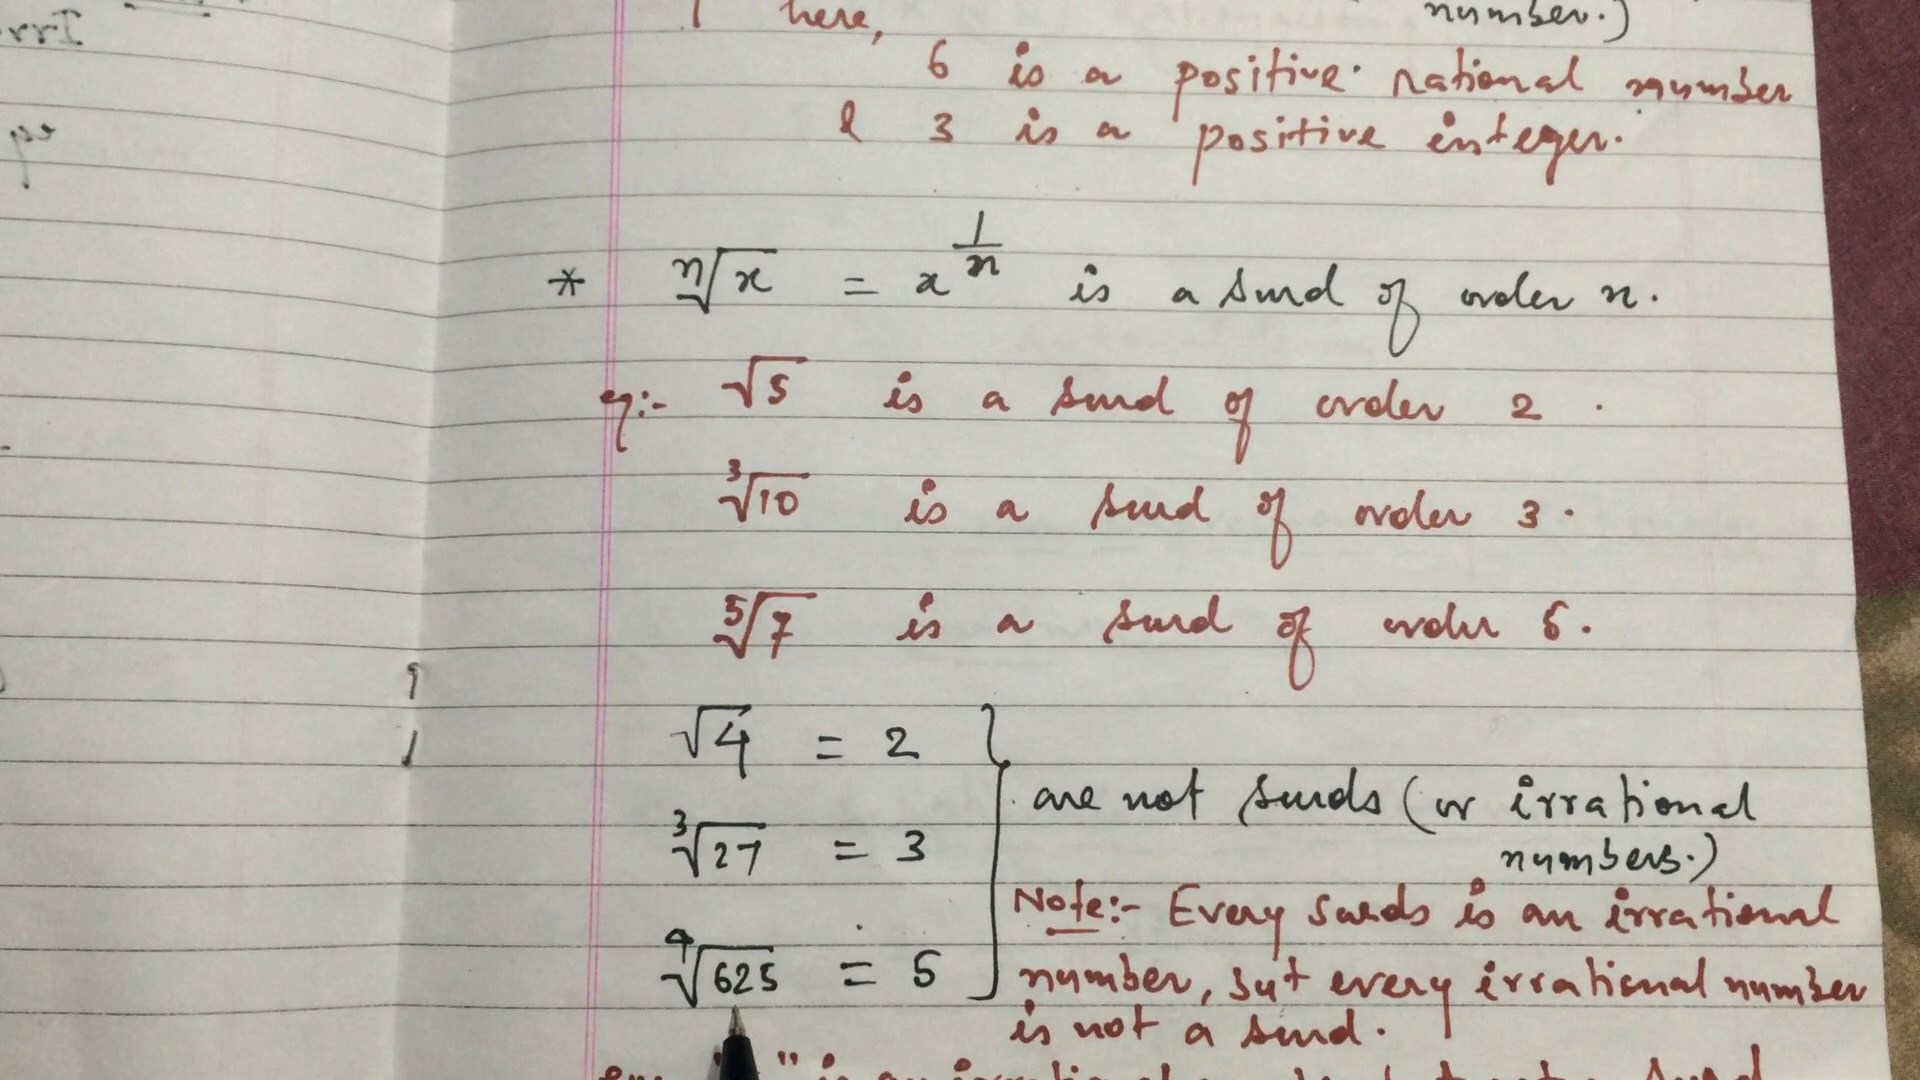 here,
number.)
6 is a positive rational number
& 3 is a positive integer.
* ⁿ√x = x^(1/n) is a surd of order n.
eg:- √5 is a surd of order 2.
³√10 is a surd of order 3.
⁵√7 is a surd of order 5.
√4 = 2
³√27 = 3
⁴√625 = 5
are not surds (or irrational
numbers.)
Note:- Every surds is an irrational
number, but every irrational number
is not a surd.